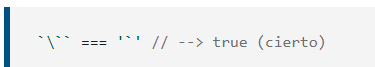 `\`` === '`' // --> true (cierto)